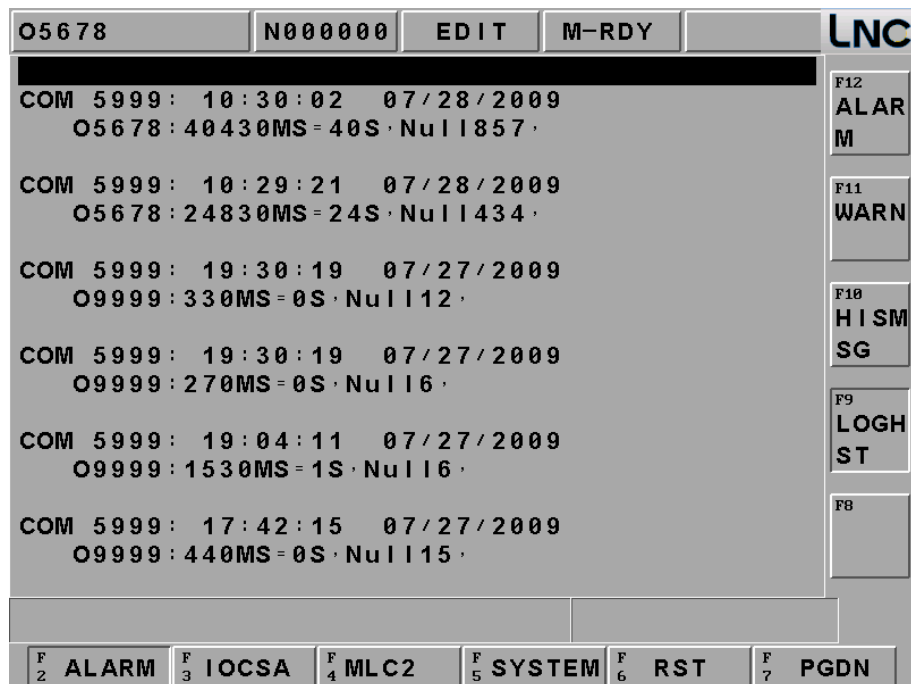 O5678 N000000 EDIT M-RDY LNC
COM 5999: 10:30:02 07/28/2009
O5678:40430MS=40S,Null857,
COM 5999: 10:29:21 07/28/2009
O5678:24830MS=24S,Null434,
COM 5999: 19:30:19 07/27/2009
O9999:330MS=0S,Null12,
COM 5999: 19:30:19 07/27/2009
O9999:270MS=0S,Null6,
COM 5999: 19:04:11 07/27/2009
O9999:1530MS=1S,Null6,
COM 5999: 17:42:15 07/27/2009
O9999:440MS=0S,Null15,
F12
ALAR
M
F11
WARN
F10
HISM
SG
F9
LOGH
ST
F8
F2 ALARM F3 IOCSA F4 MLC2 F5 SYSTEM F6 RST F7 PGDN